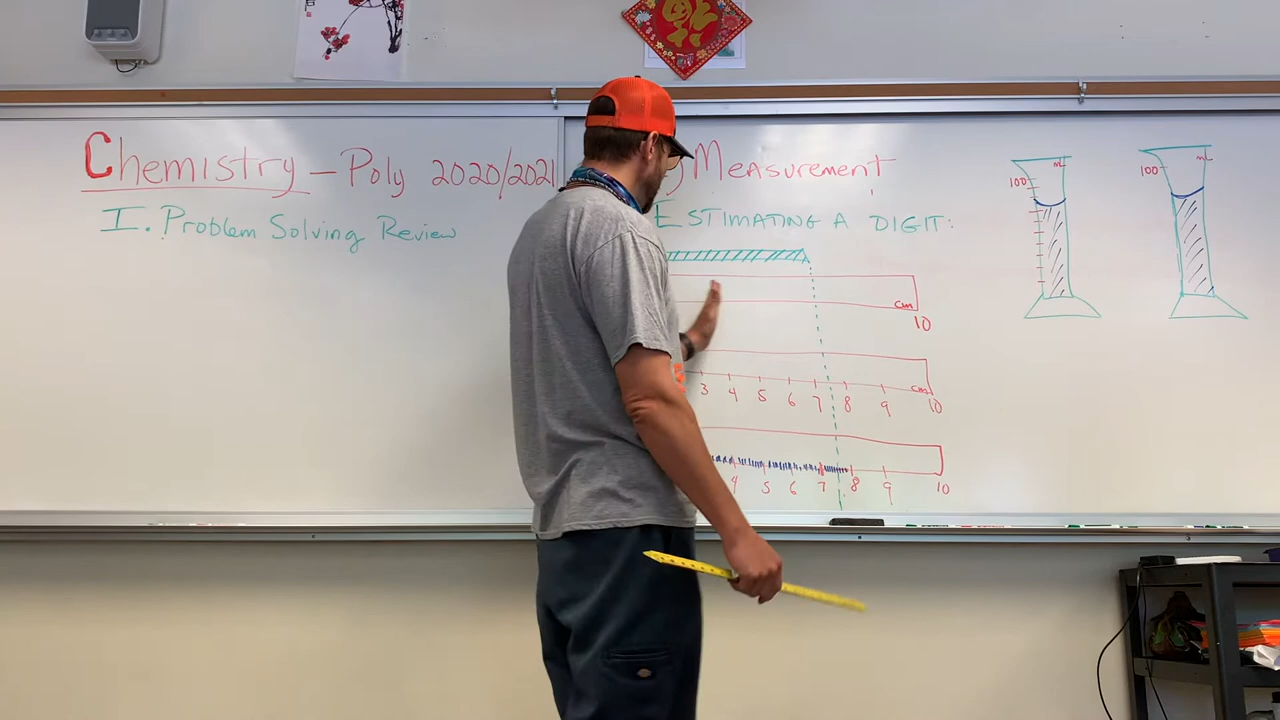 福
Chemistry – Poly 2020/2021
I. Problem Solving Review
Measurement
Estimating a digit:
cm
10
3 4 5 6 7 8 9 10
cm
4 5 6 7 8 9 10
mL
100
mL
100